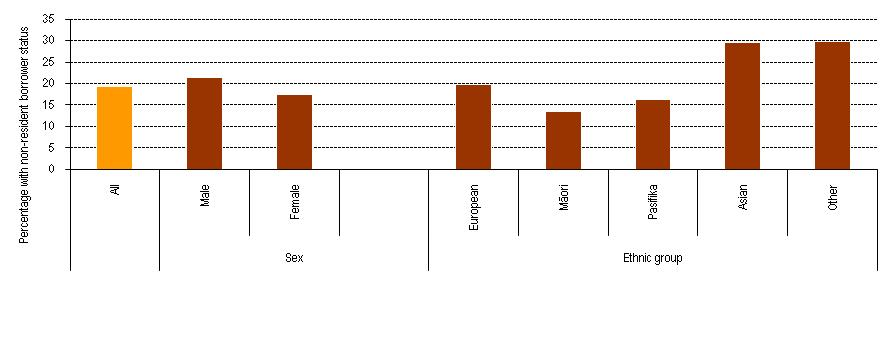 Percentage with non-resident borrower status
35
30
25
20
15
10
5
0
All
Male
Female
European
Māori
Pasifika
Asian
Other
Sex
Ethnic group